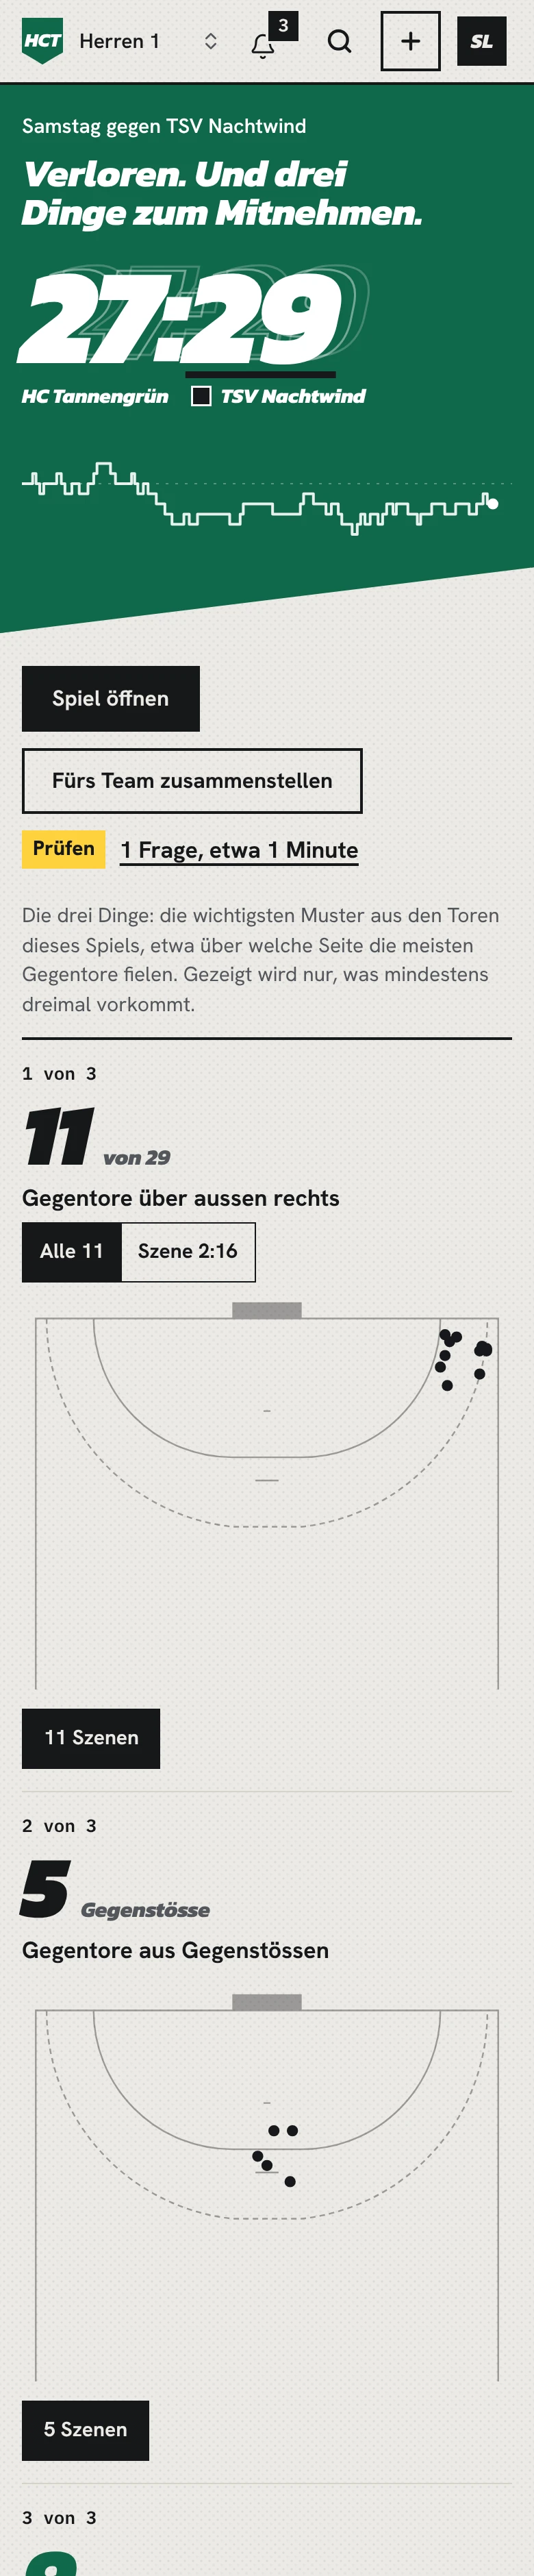 HCT Herren 1 3 SL
Samstag gegen TSV Nachtwind
Verloren. Und drei
Dinge zum Mitnehmen.
27:29
HC Tannengrün TSV Nachtwind
Spiel öffnen
Fürs Team zusammenstellen
Prüfen 1 Frage, etwa 1 Minute
Die drei Dinge: die wichtigsten Muster aus den Toren
dieses Spiels, etwa über welche Seite die meisten
Gegentore fielen. Gezeigt wird nur, was mindestens
dreimal vorkommt.
1 von 3
11 von 29
Gegentore über aussen rechts
Alle 11 Szene 2:16
11 Szenen
2 von 3
5 Gegenstösse
Gegentore aus Gegenstössen
5 Szenen
3 von 3